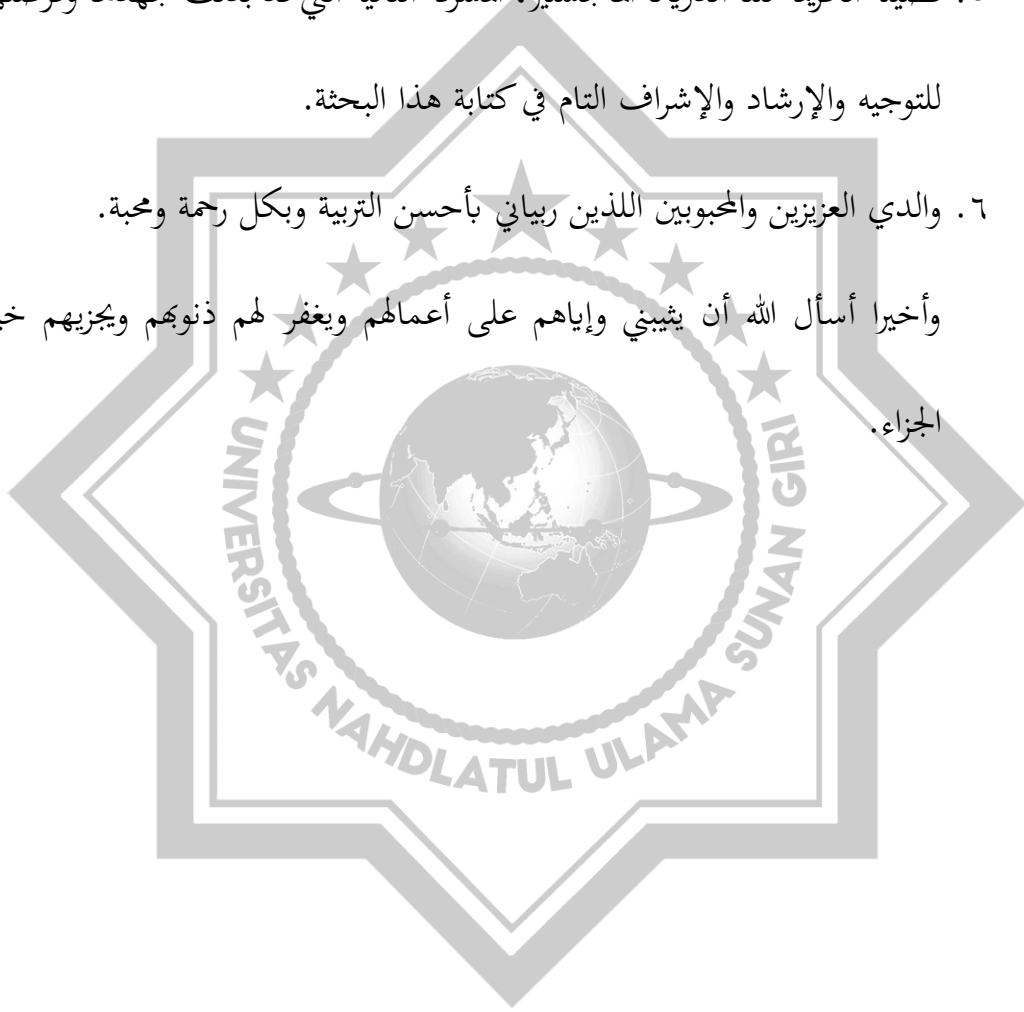 للتوجيه والإرشاد والإشراف التام في كتابة هذا البحثة.
٦. والدي العزيزين والمحبوبين اللذين ربياني بأحسن التربية وبكل رحمة ومحبة.
وأخيرا أسأل الله أن يثيبني وإياهم على أعمالهم ويغفر لهم ذنوبهم ويجزيهم
الجزاء.
UNIVERSITAS NAHDLATUL ULAMA SUNAN GIRI